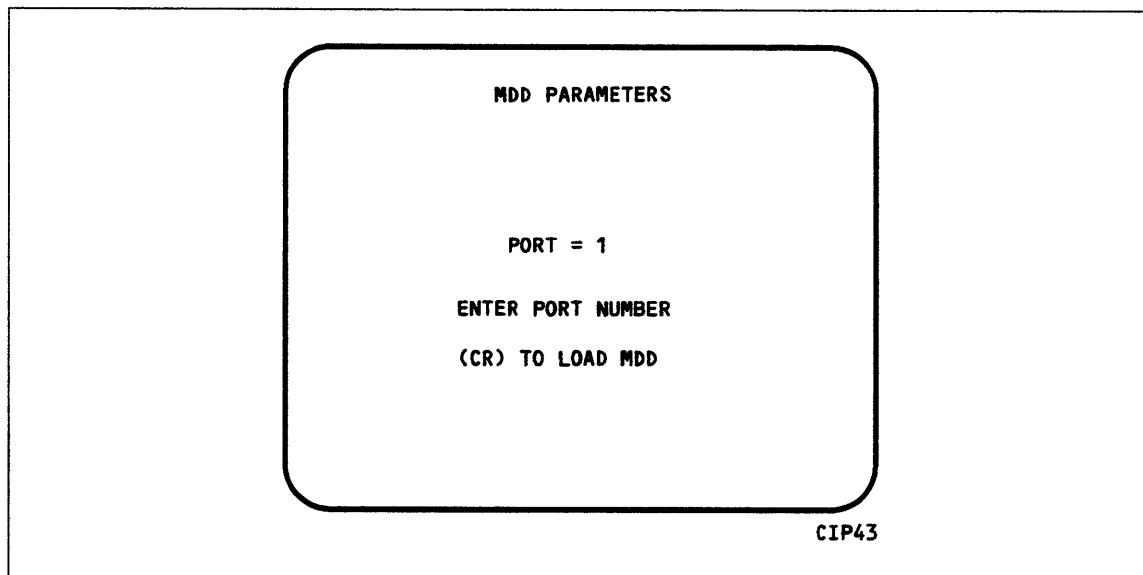 MDD PARAMETERS
PORT = 1
ENTER PORT NUMBER
(CR) TO LOAD MDD
CIP43